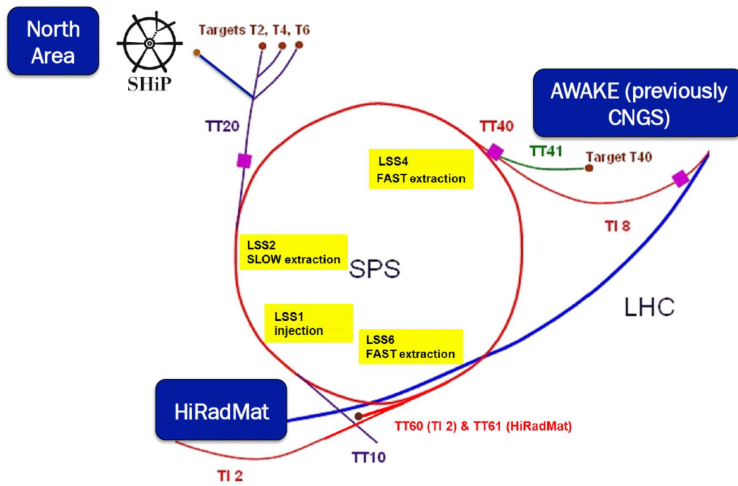 North
Area
SHiP
Targets T2, T4, T6
AWAKE (previously
CNGS)
TT20
TT40
TT41
Target T40
LSS4
FAST extraction
TI 8
LSS2
SLOW extraction
SPS
LHC
LSS1
injection
LSS6
FAST extraction
HiRadMat
TT60 (TI 2) & TT61 (HiRadMat)
TT10
TI 2